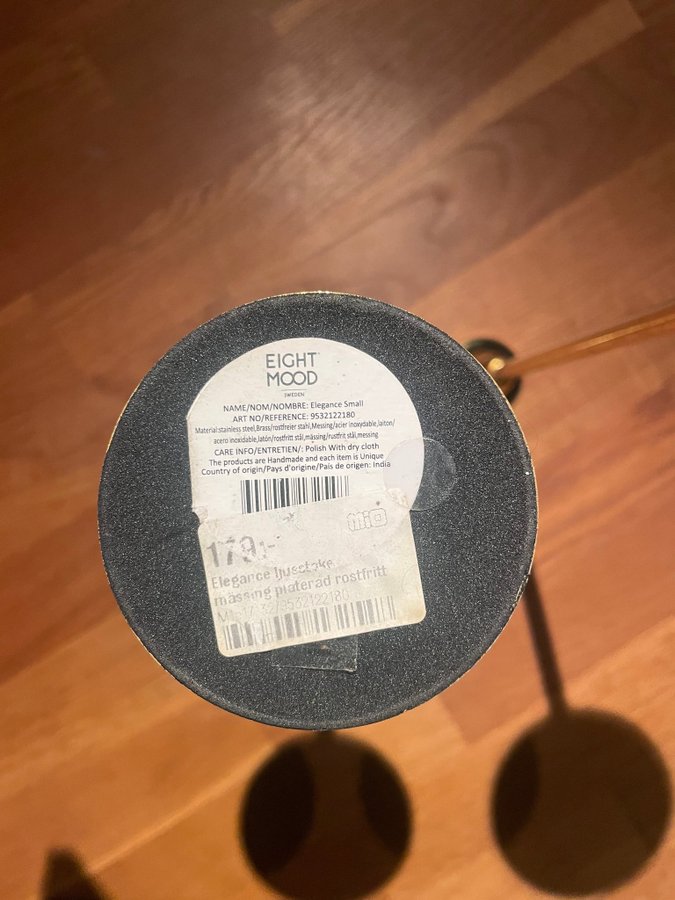 EIGHT
MOOD
SWEDEN
NAME/NOM/NOMBRE: Elegance Small
ART NO/REFERENCE: 9532122180
Material:stainless steel,Brass/rostfreier stahl,Messing/acier inoxydable,laiton/
acero inoxidable,latón/rostfritt stål,mässing/rustfrit stål,messing
CARE INFO/ENTRETIEN/: Polish With dry cloth
The products are Handmade and each item is Unique
Country of origin/Pays d'origine/País de origen: India
MIO
179:-
Elegance ljusstake
mässing pläterad rostfritt
9532122180